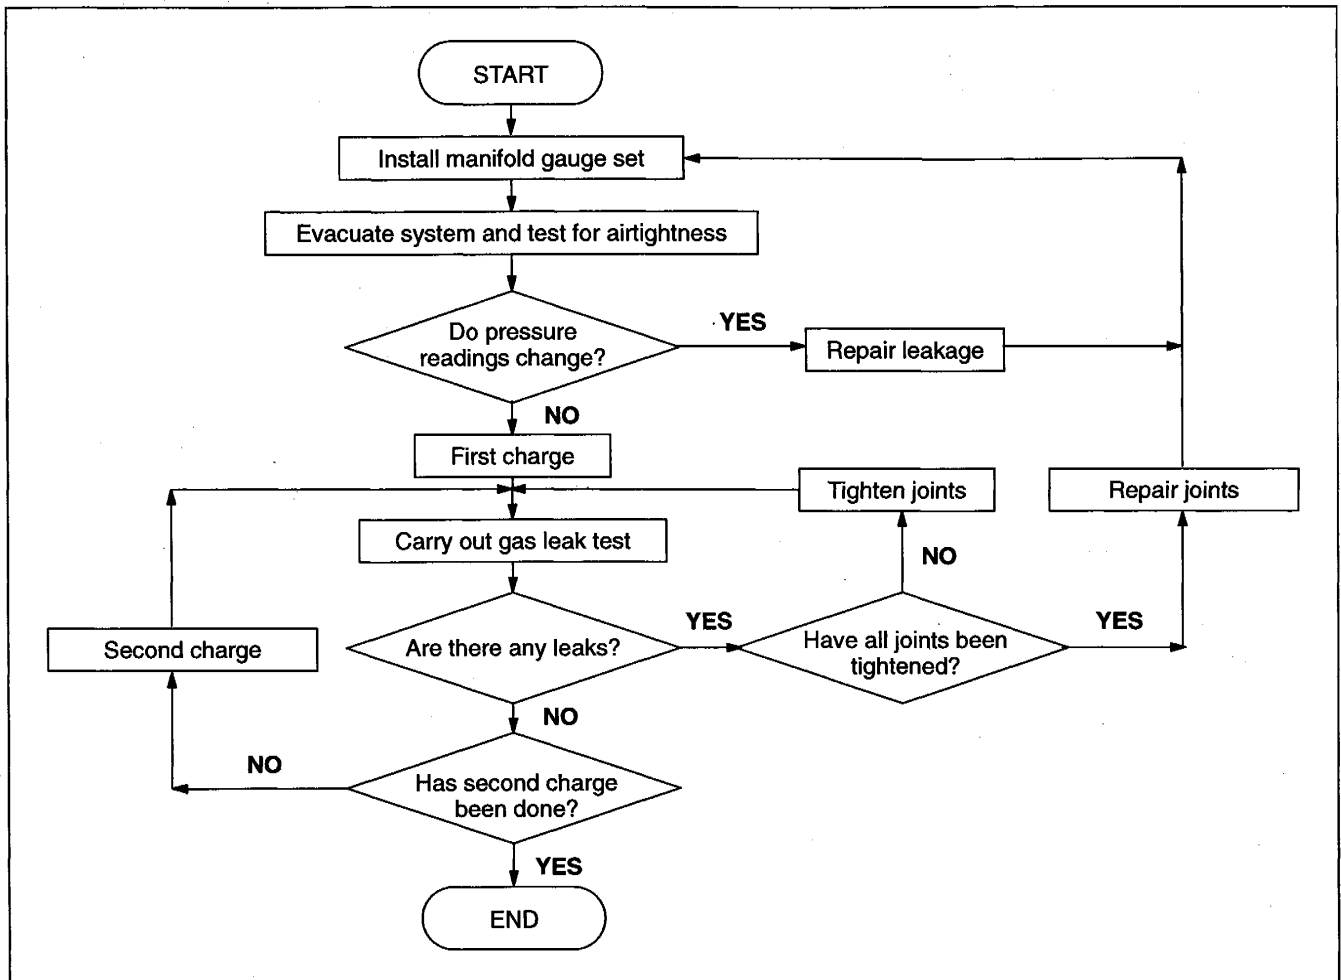 START
Install manifold gauge set
Evacuate system and test for airtightness
Do pressure
readings change?
YES
Repair leakage
NO
First charge
Tighten joints
Repair joints
Carry out gas leak test
NO
Are there any leaks?
YES
Have all joints been
tightened?
YES
Second charge
NO
Has second charge
been done?
NO
YES
END